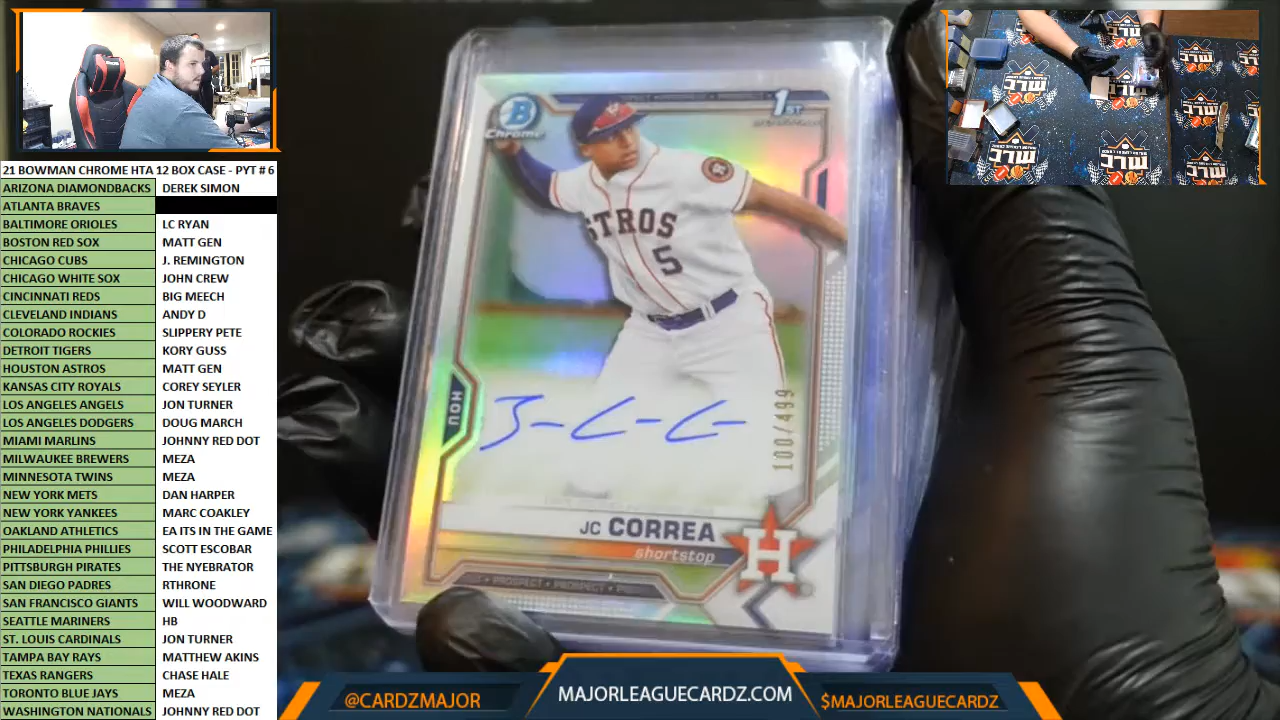 21 BOWMAN CHROME HTA 12 BOX CASE - PYT # 6
ARIZONA DIAMONDBACKS DEREK SIMON
ATLANTA BRAVES
BALTIMORE ORIOLES LC RYAN
BOSTON RED SOX MATT GEN
CHICAGO CUBS J. REMINGTON
CHICAGO WHITE SOX JOHN CREW
CINCINNATI REDS BIG MEECH
CLEVELAND INDIANS ANDY D
COLORADO ROCKIES SLIPPERY PETE
DETROIT TIGERS KORY GUSS
HOUSTON ASTROS MATT GEN
KANSAS CITY ROYALS COREY SEYLER
LOS ANGELES ANGELS JON TURNER
LOS ANGELES DODGERS DOUG MARCH
MIAMI MARLINS JOHNNY RED DOT
MILWAUKEE BREWERS MEZA
MINNESOTA TWINS MEZA
NEW YORK METS DAN HARPER
NEW YORK YANKEES MARC COAKLEY
OAKLAND ATHLETICS EA ITS IN THE GAME
PHILADELPHIA PHILLIES SCOTT ESCOBAR
PITTSBURGH PIRATES THE NYEBRATOR
SAN DIEGO PADRES RTHRONE
SAN FRANCISCO GIANTS WILL WOODWARD
SEATTLE MARINERS HB
ST. LOUIS CARDINALS JON TURNER
TAMPA BAY RAYS MATTHEW AKINS
TEXAS RANGERS CHASE HALE
TORONTO BLUE JAYS MEZA
WASHINGTON NATIONALS JOHNNY RED DOT
B
Chrome
1ST
STROS
5
HOU
100/499
JC CORREA
shortstop
H
PROSPECT • PROSPECT
@CARDZMAJOR
MAJORLEAGUECARDZ.COM
$MAJORLEAGUECARDZ